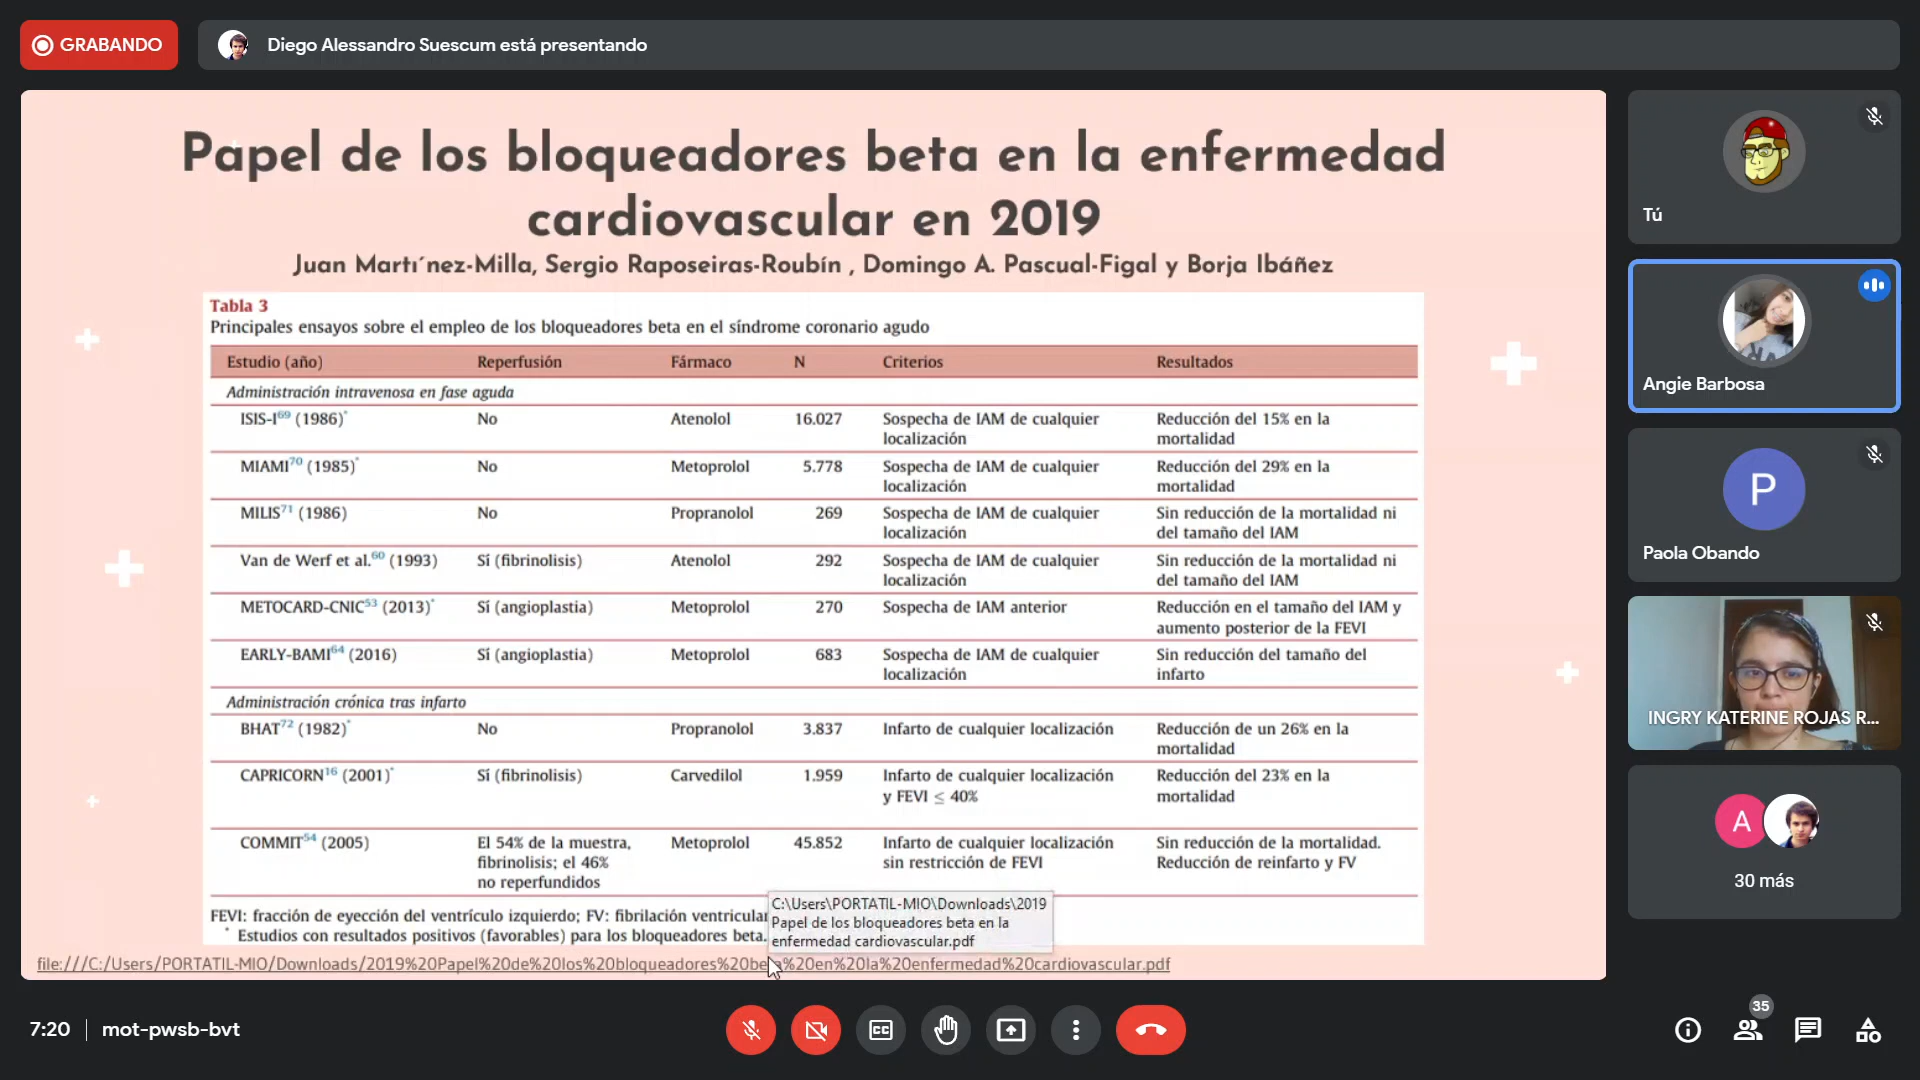 GRABANDO
Diego Alessandro Suescum está presentando
Papel de los bloqueadores beta en la enfermedad
cardiovascular en 2019
Juan Martı´nez-Milla, Sergio Raposeiras-Roubín , Domingo A. Pascual-Figal y Borja Ibáñez
Tabla 3
Principales ensayos sobre el empleo de los bloqueadores beta en el síndrome coronario agudo
Estudio (año) Reperfusión Fármaco N Criterios Resultados
Administración intravenosa en fase aguda
ISIS-I69 (1986)* No Atenolol 16.027 Sospecha de IAM de cualquier Reducción del 15% en la
localización mortalidad
MIAMI70 (1985)* No Metoprolol 5.778 Sospecha de IAM de cualquier Reducción del 29% en la
localización mortalidad
MILIS71 (1986) No Propranolol 269 Sospecha de IAM de cualquier Sin reducción de la mortalidad ni
localización del tamaño del IAM
Van de Werf et al.60 (1993) Sí (fibrinolisis) Atenolol 292 Sospecha de IAM de cualquier Sin reducción de la mortalidad ni
localización del tamaño del IAM
METOCARD-CNIC53 (2013)* Sí (angioplastia) Metoprolol 270 Sospecha de IAM anterior Reducción en el tamaño del IAM y
aumento posterior de la FEVI
EARLY-BAMI64 (2016) Sí (angioplastia) Metoprolol 683 Sospecha de IAM de cualquier Sin reducción del tamaño del
localización infarto
Administración crónica tras infarto
BHAT72 (1982)* No Propranolol 3.837 Infarto de cualquier localización Reducción de un 26% en la
mortalidad
CAPRICORN16 (2001)* Sí (fibrinolisis) Carvedilol 1.959 Infarto de cualquier localización Reducción del 23% en la
y FEVI ≤ 40% mortalidad
COMMIT54 (2005) El 54% de la muestra, Metoprolol 45.852 Infarto de cualquier localización Sin reducción de la mortalidad.
fibrinolisis; el 46% sin restricción de FEVI Reducción de reinfarto y FV
no reperfundidos
FEVI: fracción de eyección del ventrículo izquierdo; FV: fibrilación ventricular
* Estudios con resultados positivos (favorables) para los bloqueadores beta.
C:\Users\PORTATIL-MIO\Downloads\2019
Papel de los bloqueadores beta en la
enfermedad cardiovascular.pdf
file:///C:/Users/PORTATIL-MIO/Downloads/2019%20Papel%20de%20los%20bloqueadores%20beta%20en%20la%20enfermedad%20cardiovascular.pdf
Tú
Angie Barbosa
P
Paola Obando
INGRY KATERINE ROJAS R...
A
30 más
7:20 | mot-pwsb-bvt
CC
35